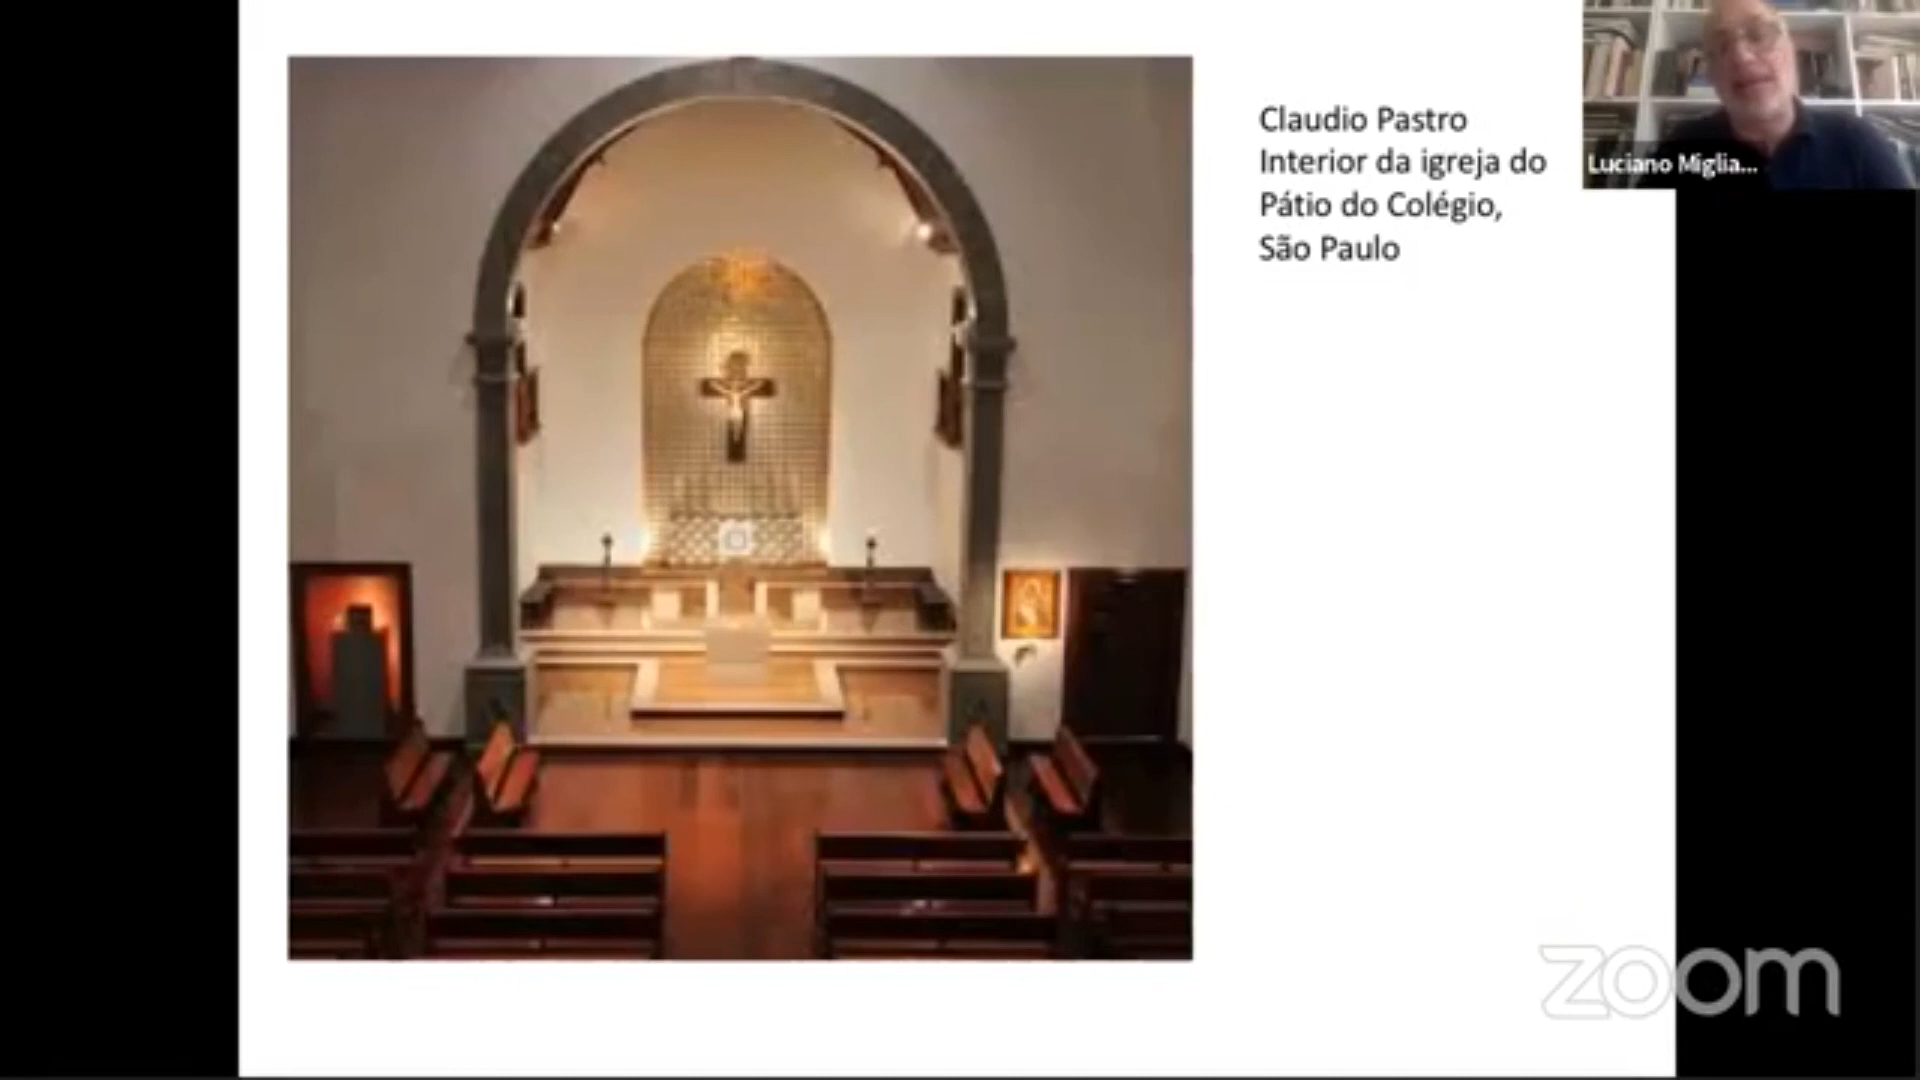 Claudio Pastro
Interior da igreja do
Pátio do Colégio,
São Paulo
Luciano Miglia...
zoom